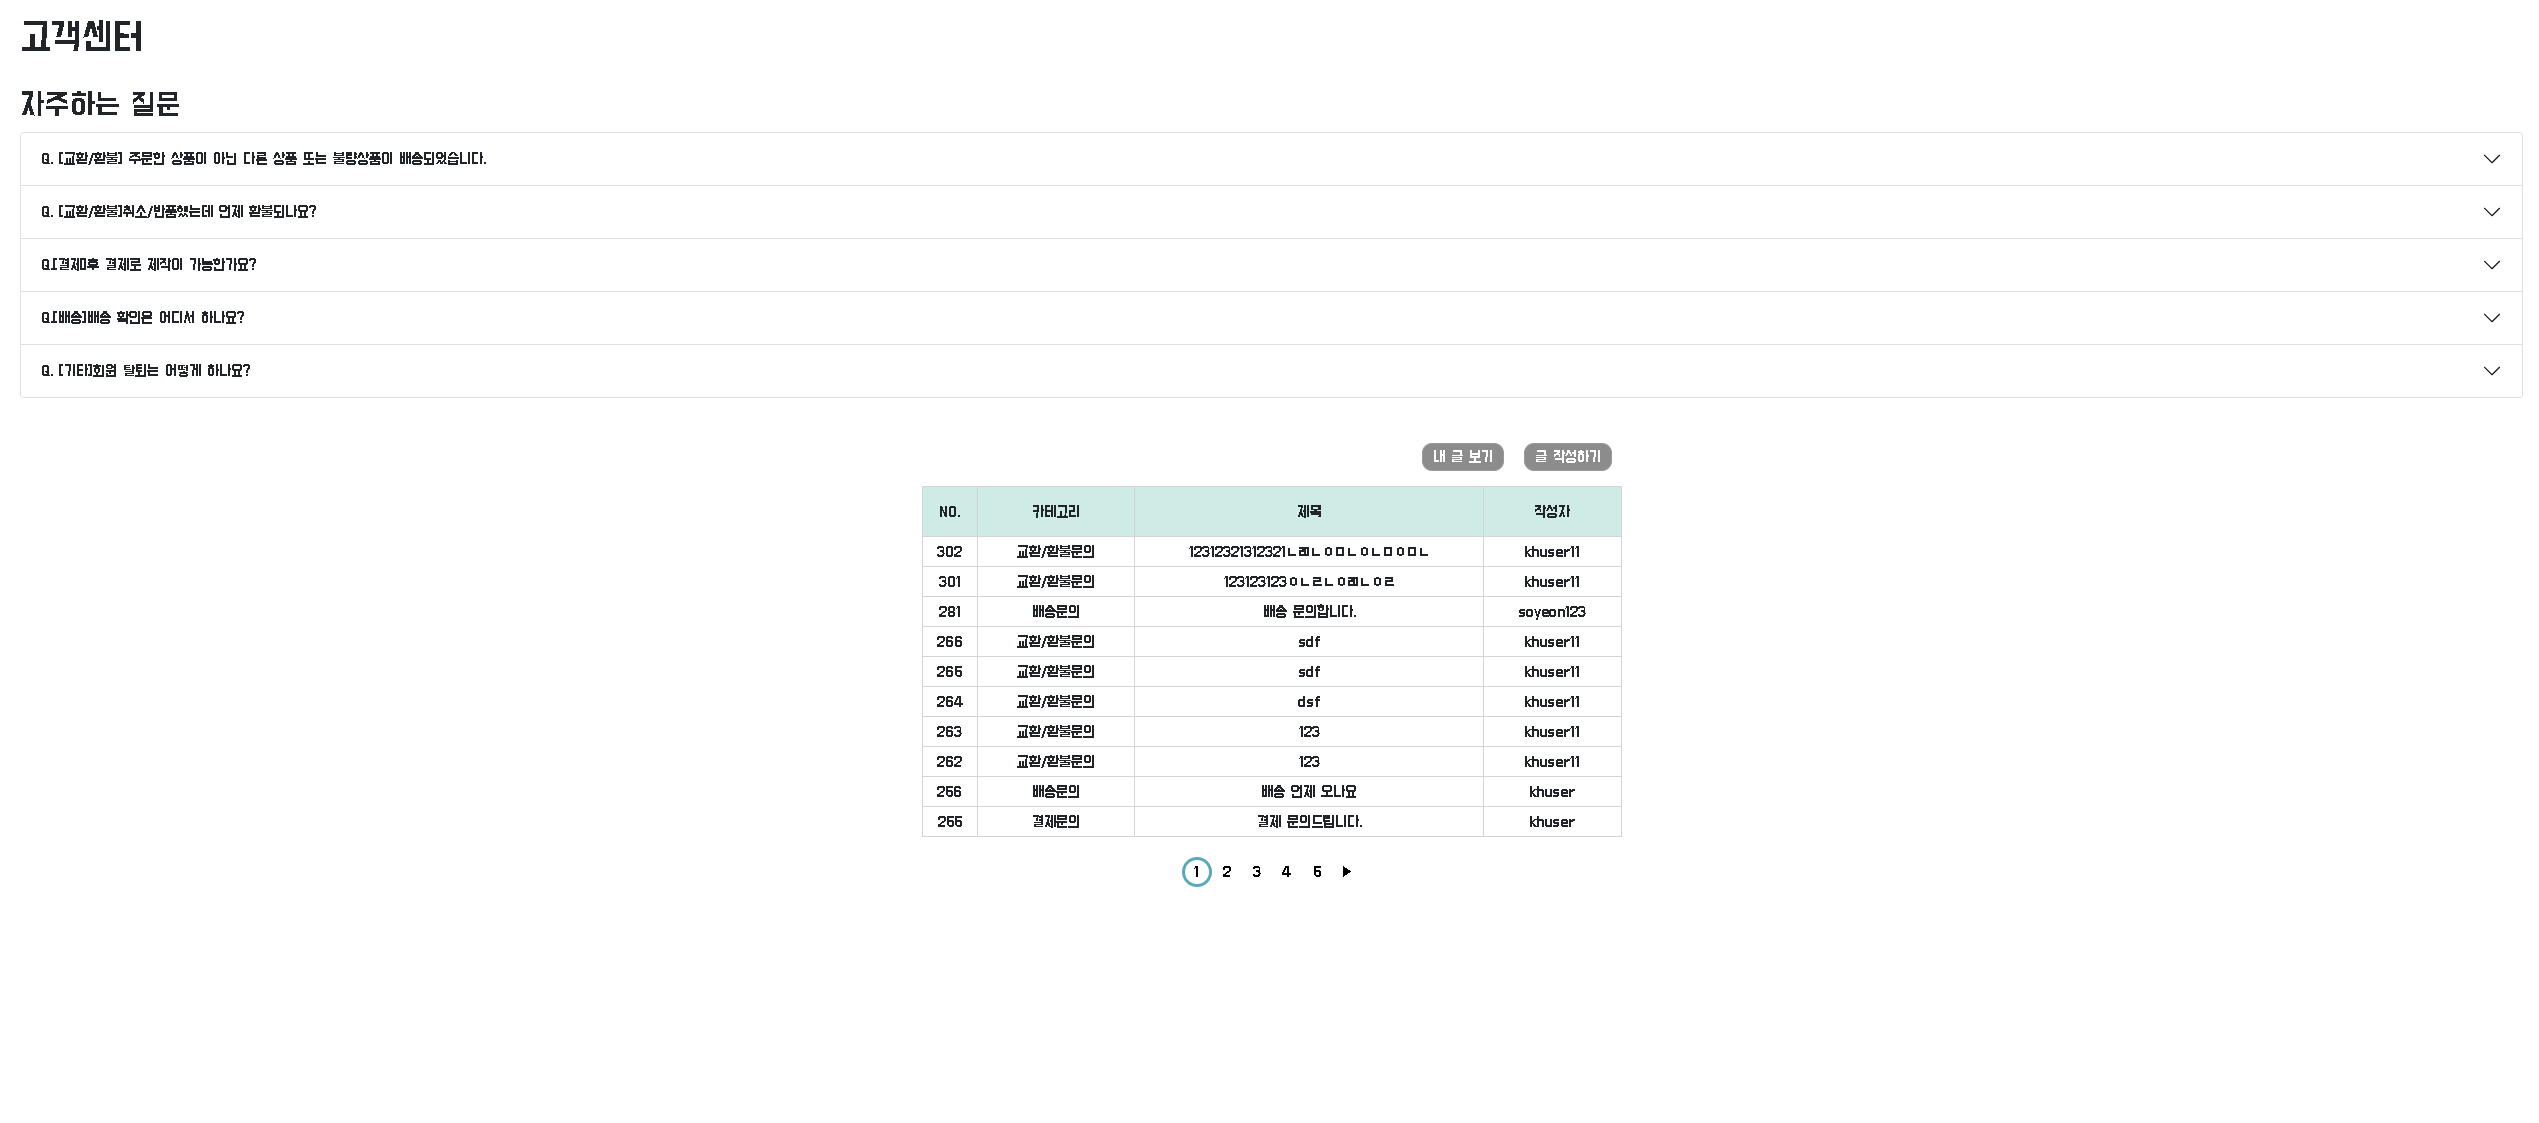 고객센터
자주하는 질문
Q. [교환/환불] 주문한 상품이 아닌 다른 상품 또는 불량상품이 배송되었습니다.
Q. [교환/환불]취소/반품했는데 언제 환불되나요?
Q.[결제]후 결제로 제작이 가능한가요?
Q.[배송]배송 확인은 어디서 하나요?
Q. [기타]회원 탈퇴는 어떻게 하나요?
내 글 보기 글 작성하기
NO. 카테고리 제목 작성자
302 교환/환불문의 khuser11
301 교환/환불문의 khuser11
281 배송문의 배송 문의합니다. soyeon123
266 교환/환불문의 sdf khuser11
265 교환/환불문의 sdf khuser11
264 교환/환불문의 dsf khuser11
263 교환/환불문의 123 khuser11
262 교환/환불문의 123 khuser11
256 배송문의 배송 언제 오나요 khuser
255 결제문의 결제 문의드립니다. khuser
1 2 3 4 5 ▶